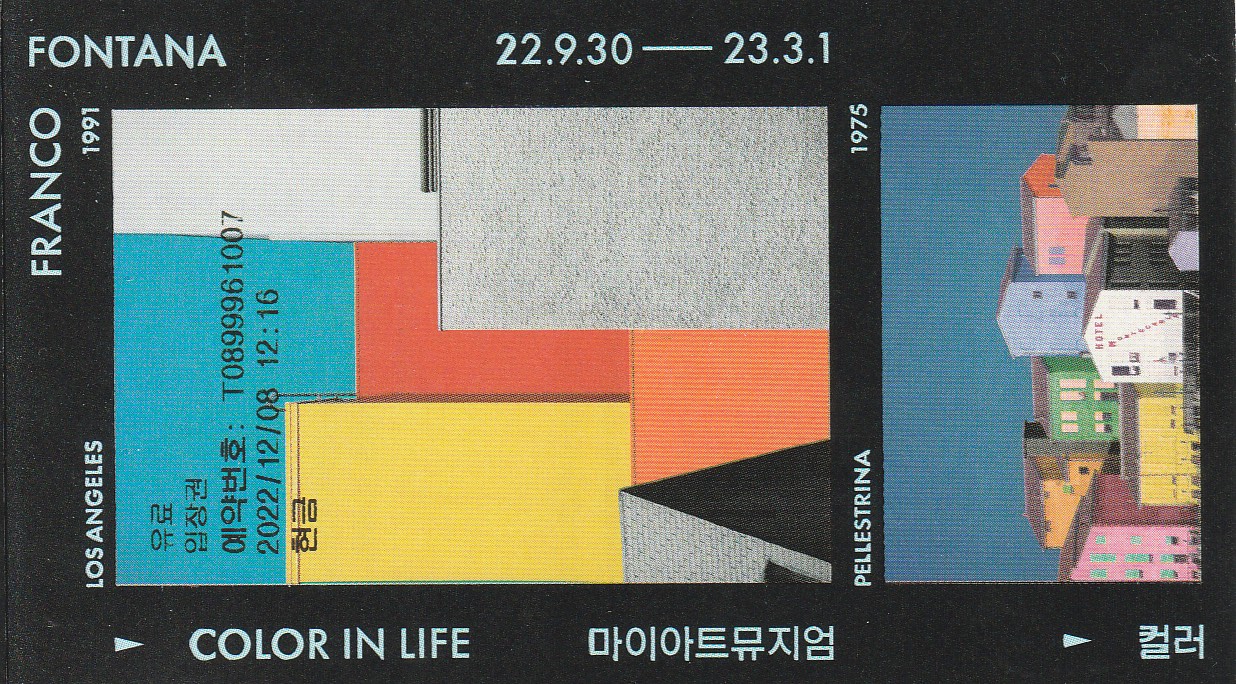 FONTANA
22.9.30 — 23.3.1
FRANCO
1991
LOS ANGELES
유료
입장권
예약번호: T0899961007
2022/12/08 12:16
현금
1975
PELLESTRINA
HOTEL
► COLOR IN LIFE
마이아트뮤지엄
► 컬러